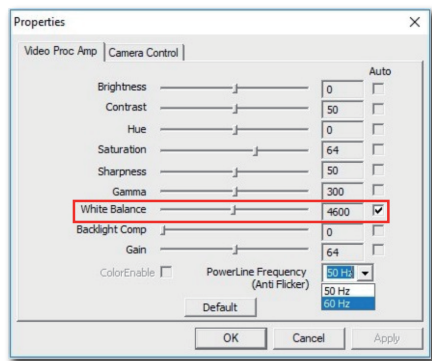 Properties
Video Proc Amp
Camera Control
Auto
Brightness 0
Contrast 50
Hue 0
Saturation 64
Sharpness 50
Gamma 300
White Balance 4600
Backlight Comp 0
Gain 64
ColorEnable PowerLine Frequency 50 Hz
(Anti Flicker)
50 Hz
60 Hz
Default
OK Cancel Apply